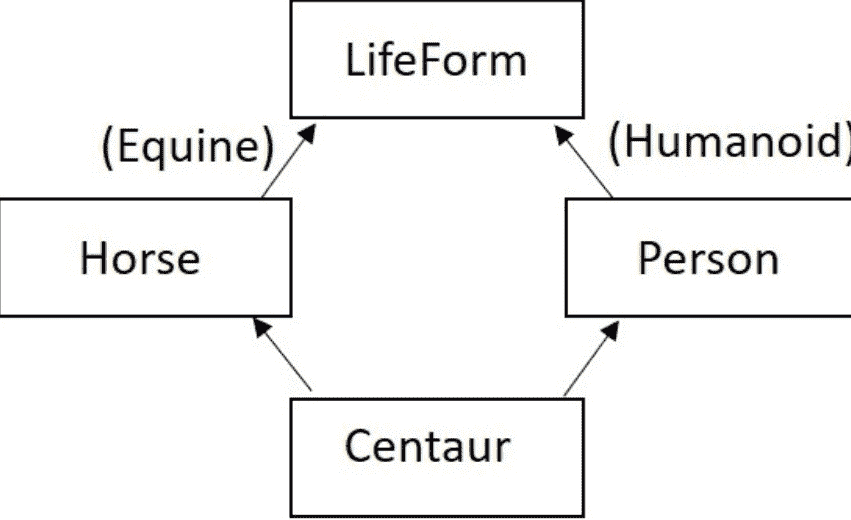 LifeForm
(Equine)
(Humanoid)
Horse
Person
Centaur